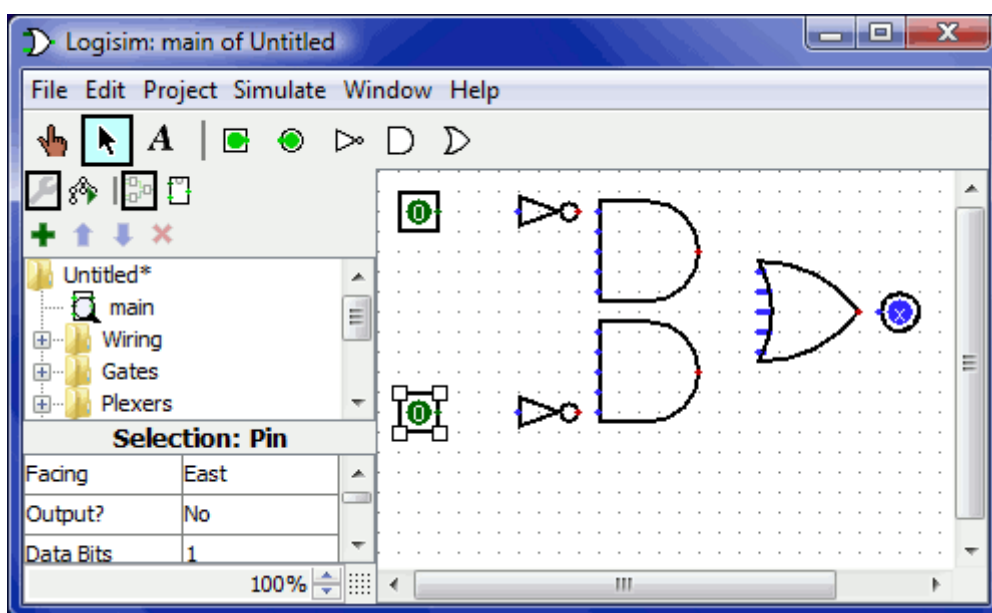 Logisim: main of Untitled
File Edit Project Simulate Window Help
A
Untitled*
main
Wiring
Gates
Plexers
Selection: Pin
Facing East
Output? No
Data Bits 1
100%
0
0
x